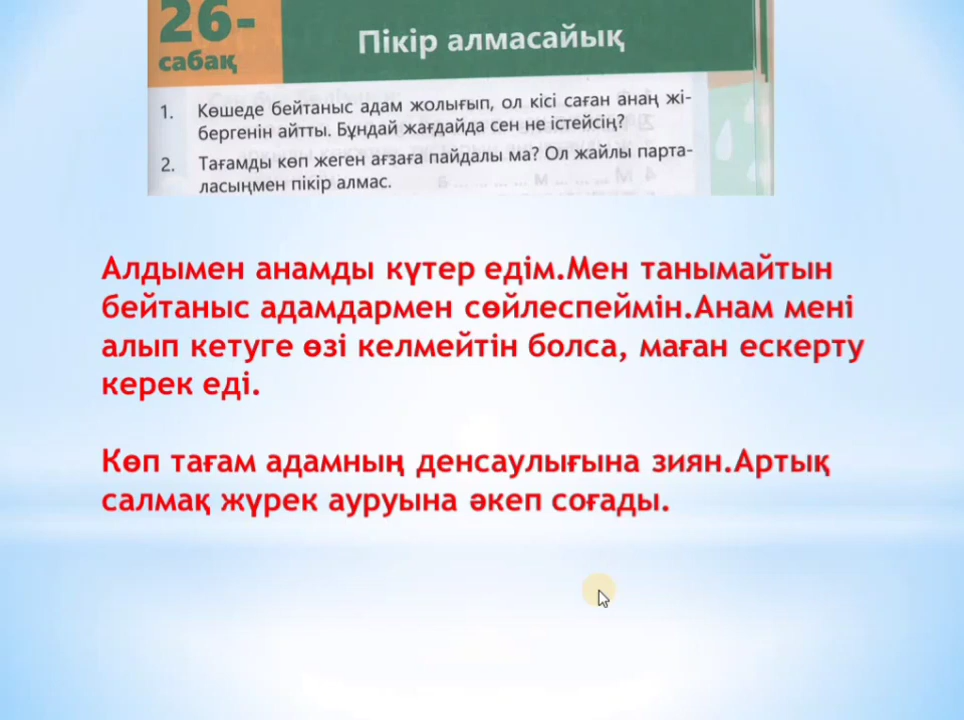 26-
сабақ
Пікір алмасайық
1. Көшеде бейтаныс адам жолығып, ол кісі саған анаң жі-
бергенін айтты. Бұндай жағдайда сен не істейсің?
2. Тағамды көп жеген ағзаға пайдалы ма? Ол жайлы парта-
ласыңмен пікір алмас.
Алдымен анамды күтер едім.Мен танымайтын
бейтаныс адамдармен сөйлеспеймін.Анам мені
алып кетуге өзі келмейтін болса, маған ескерту
керек еді.
Көп тағам адамның денсаулығына зиян.Артық
салмақ жүрек ауруына әкеп соғады.